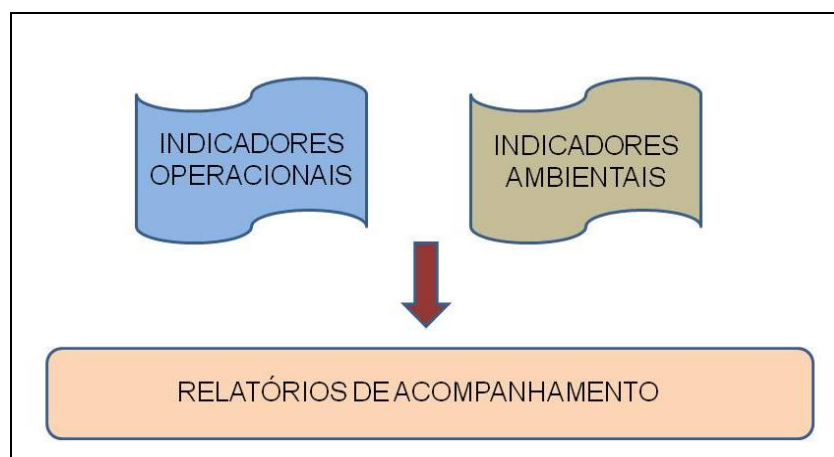 INDICADORES
OPERACIONAIS
INDICADORES
AMBIENTAIS
RELATÓRIOS DE ACOMPANHAMENTO